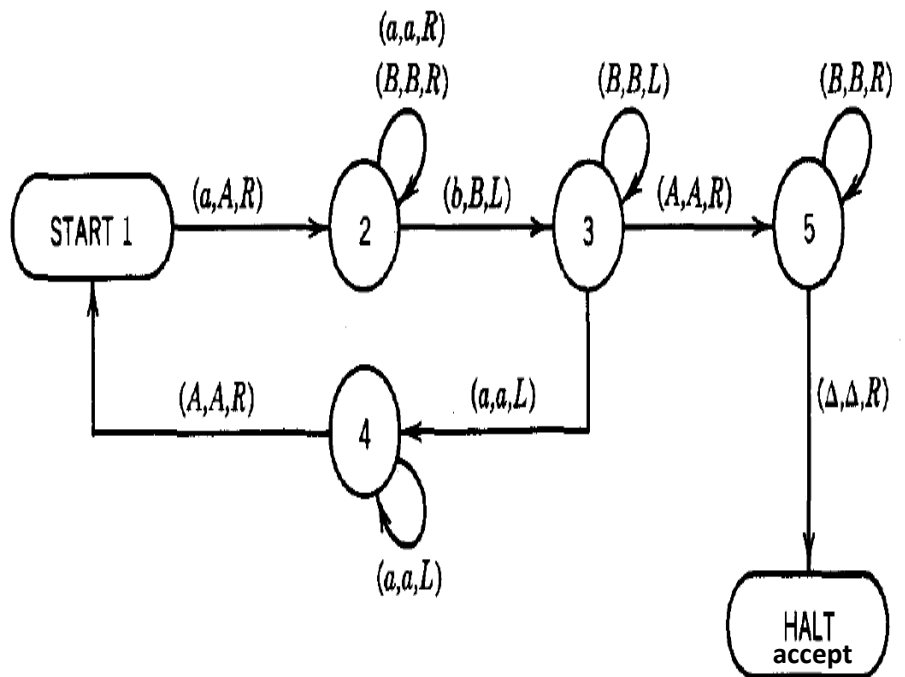 (a,a,R)
(B,B,R)
(B,B,L)
(B,B,R)
(a,A,R)
(b,B,L)
(A,A,R)
START 1
2
3
5
(A,A,R)
(a,a,L)
(Δ,Δ,R)
4
(a,a,L)
HALT
accept